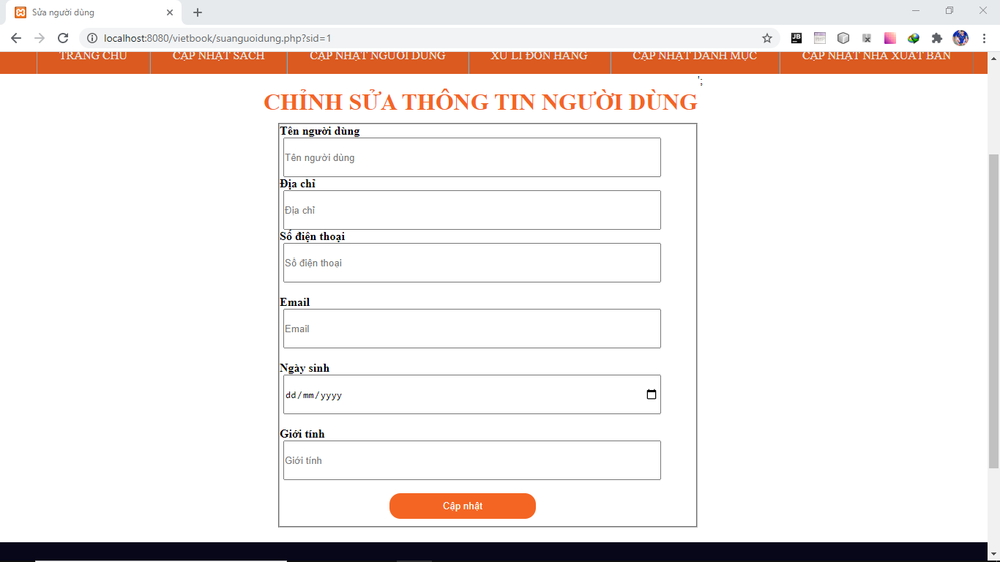 Sửa người dùng
localhost:8080/vietbook/suanguoidung.php?sid=1
TRANG CHỦ CẬP NHẬT SÁCH CẬP NHẬT NGƯỜI DÙNG XỬ LÍ ĐƠN HÀNG CẬP NHẬT DANH MỤC CẬP NHẬT NHÀ XUẤT BẢN
';
CHỈNH SỬA THÔNG TIN NGƯỜI DÙNG
Tên người dùng
Tên người dùng
Địa chỉ
Địa chỉ
Số điện thoại
Số điện thoại
Email
Email
Ngày sinh
dd/mm/yyyy
Giới tính
Giới tính
Cập nhật